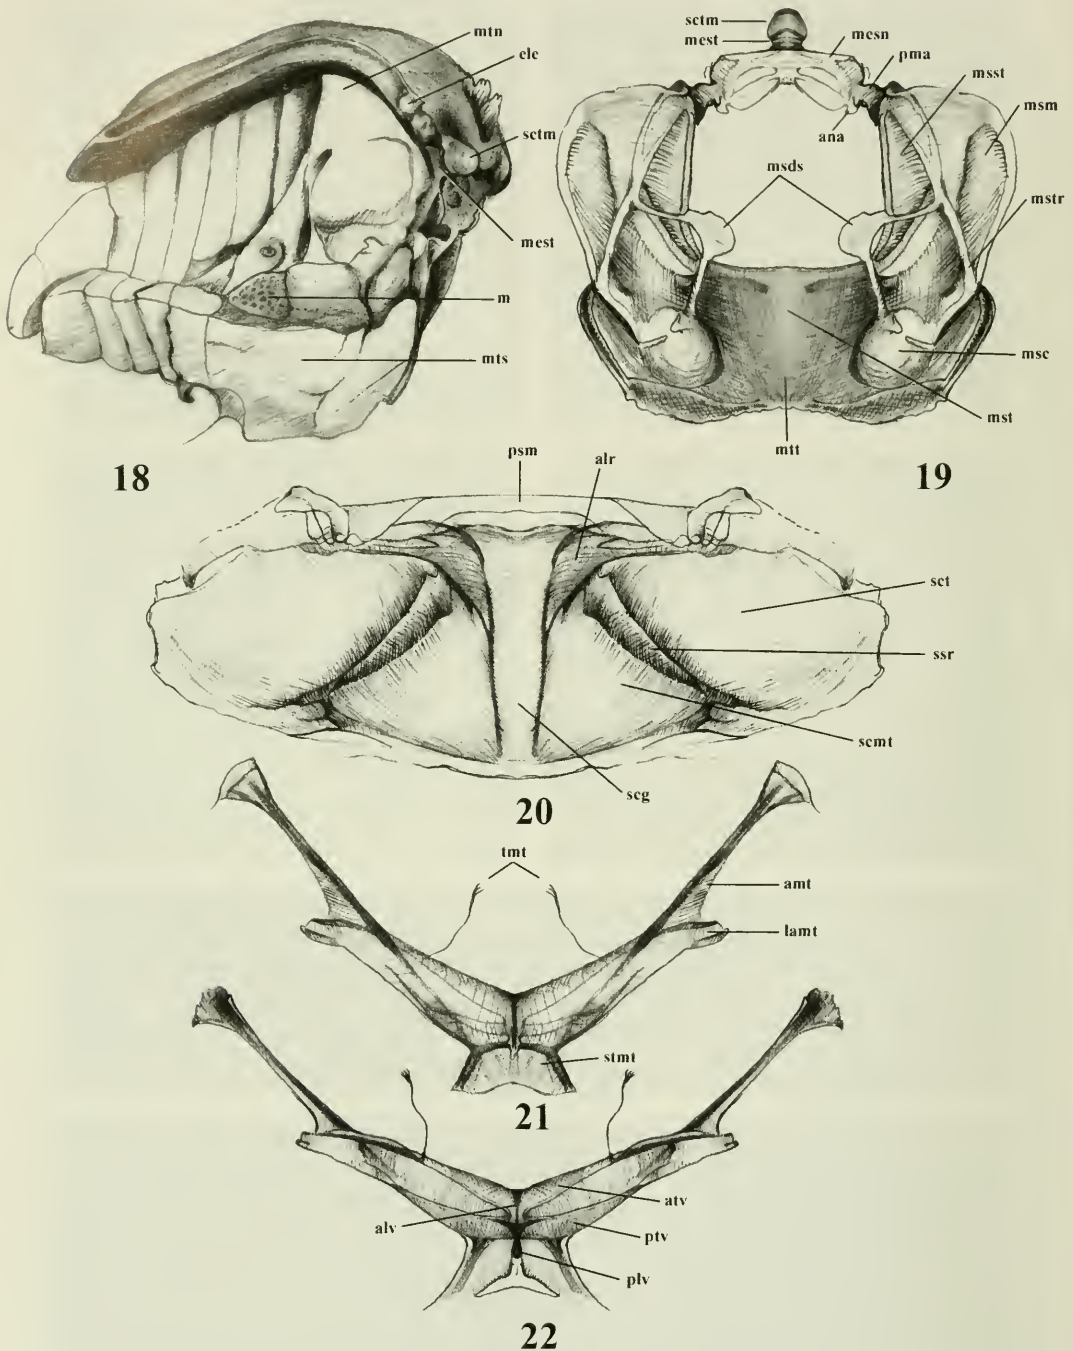 mtn
ele
sctm
mest
m
mts
18
sctm
mest
mesn
pma
msst
msm
ana
msds
mstr
msc
mst
mtt
19
psm
alr
sct
ssr
scmt
scg
20
tmt
amt
lamt
stmt
21
alv
atv
ptv
plv
22